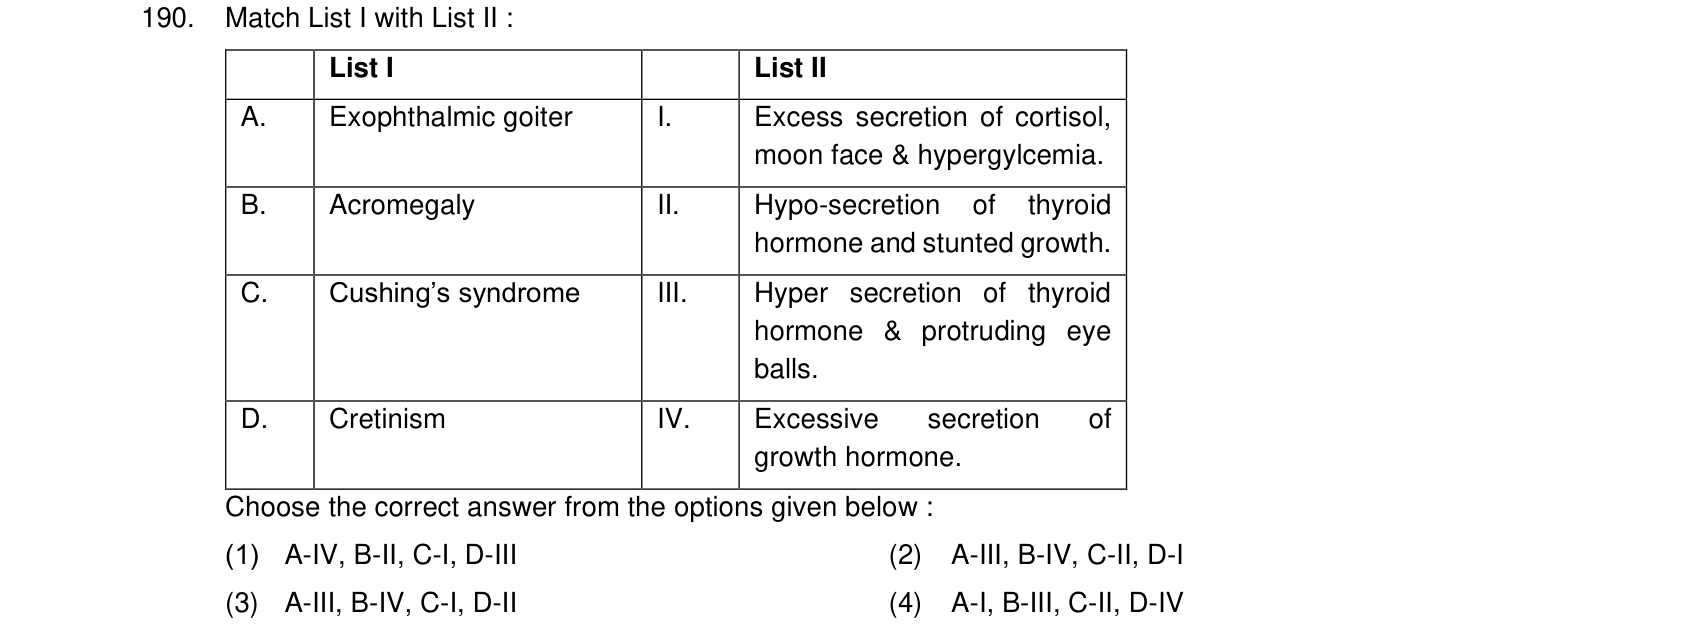 190. Match List I with List II :
List I List II
A. Exophthalmic goiter I. Excess secretion of cortisol,
moon face & hypergylcemia.
B. Acromegaly II. Hypo-secretion of thyroid
hormone and stunted growth.
C. Cushing's syndrome III. Hyper secretion of thyroid
hormone & protruding eye
balls.
D. Cretinism IV. Excessive secretion of
growth hormone.
Choose the correct answer from the options given below :
(1) A-IV, B-II, C-I, D-III (2) A-III, B-IV, C-II, D-I
(3) A-III, B-IV, C-I, D-II (4) A-I, B-III, C-II, D-IV